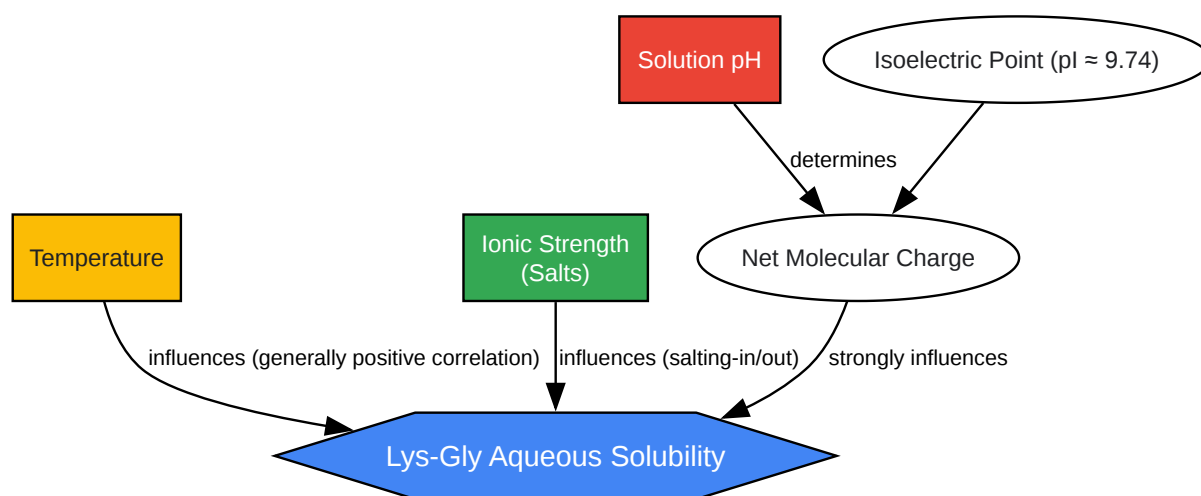 Solution pH
Isoelectric Point (pI ≈ 9.74)
determines
Temperature
Ionic Strength
(Salts)
Net Molecular Charge
influences (generally positive correlation)
influences (salting-in/out)
strongly influences
Lys-Gly Aqueous Solubility